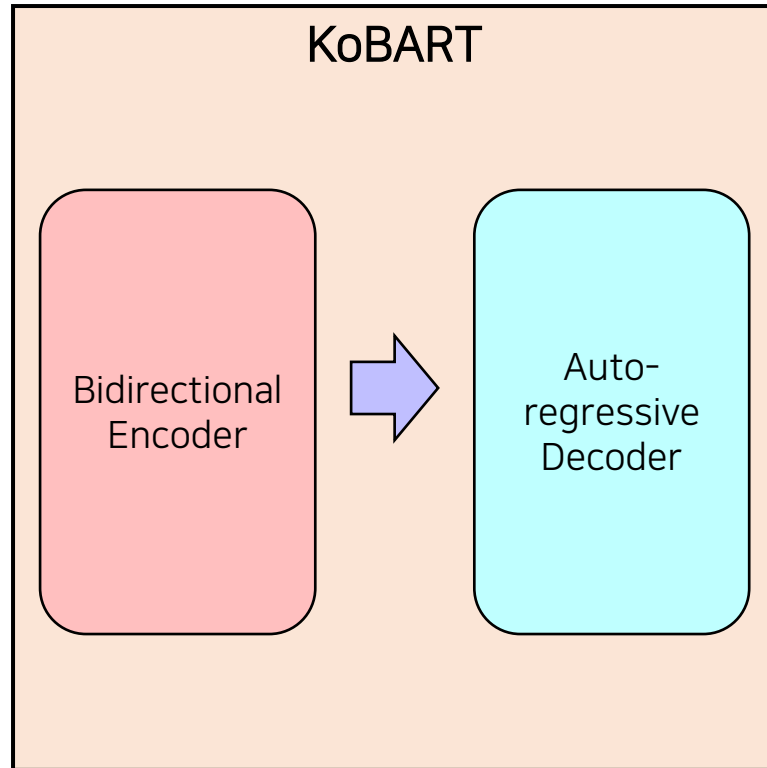 KoBART
Bidirectional
Encoder
Auto-
regressive
Decoder